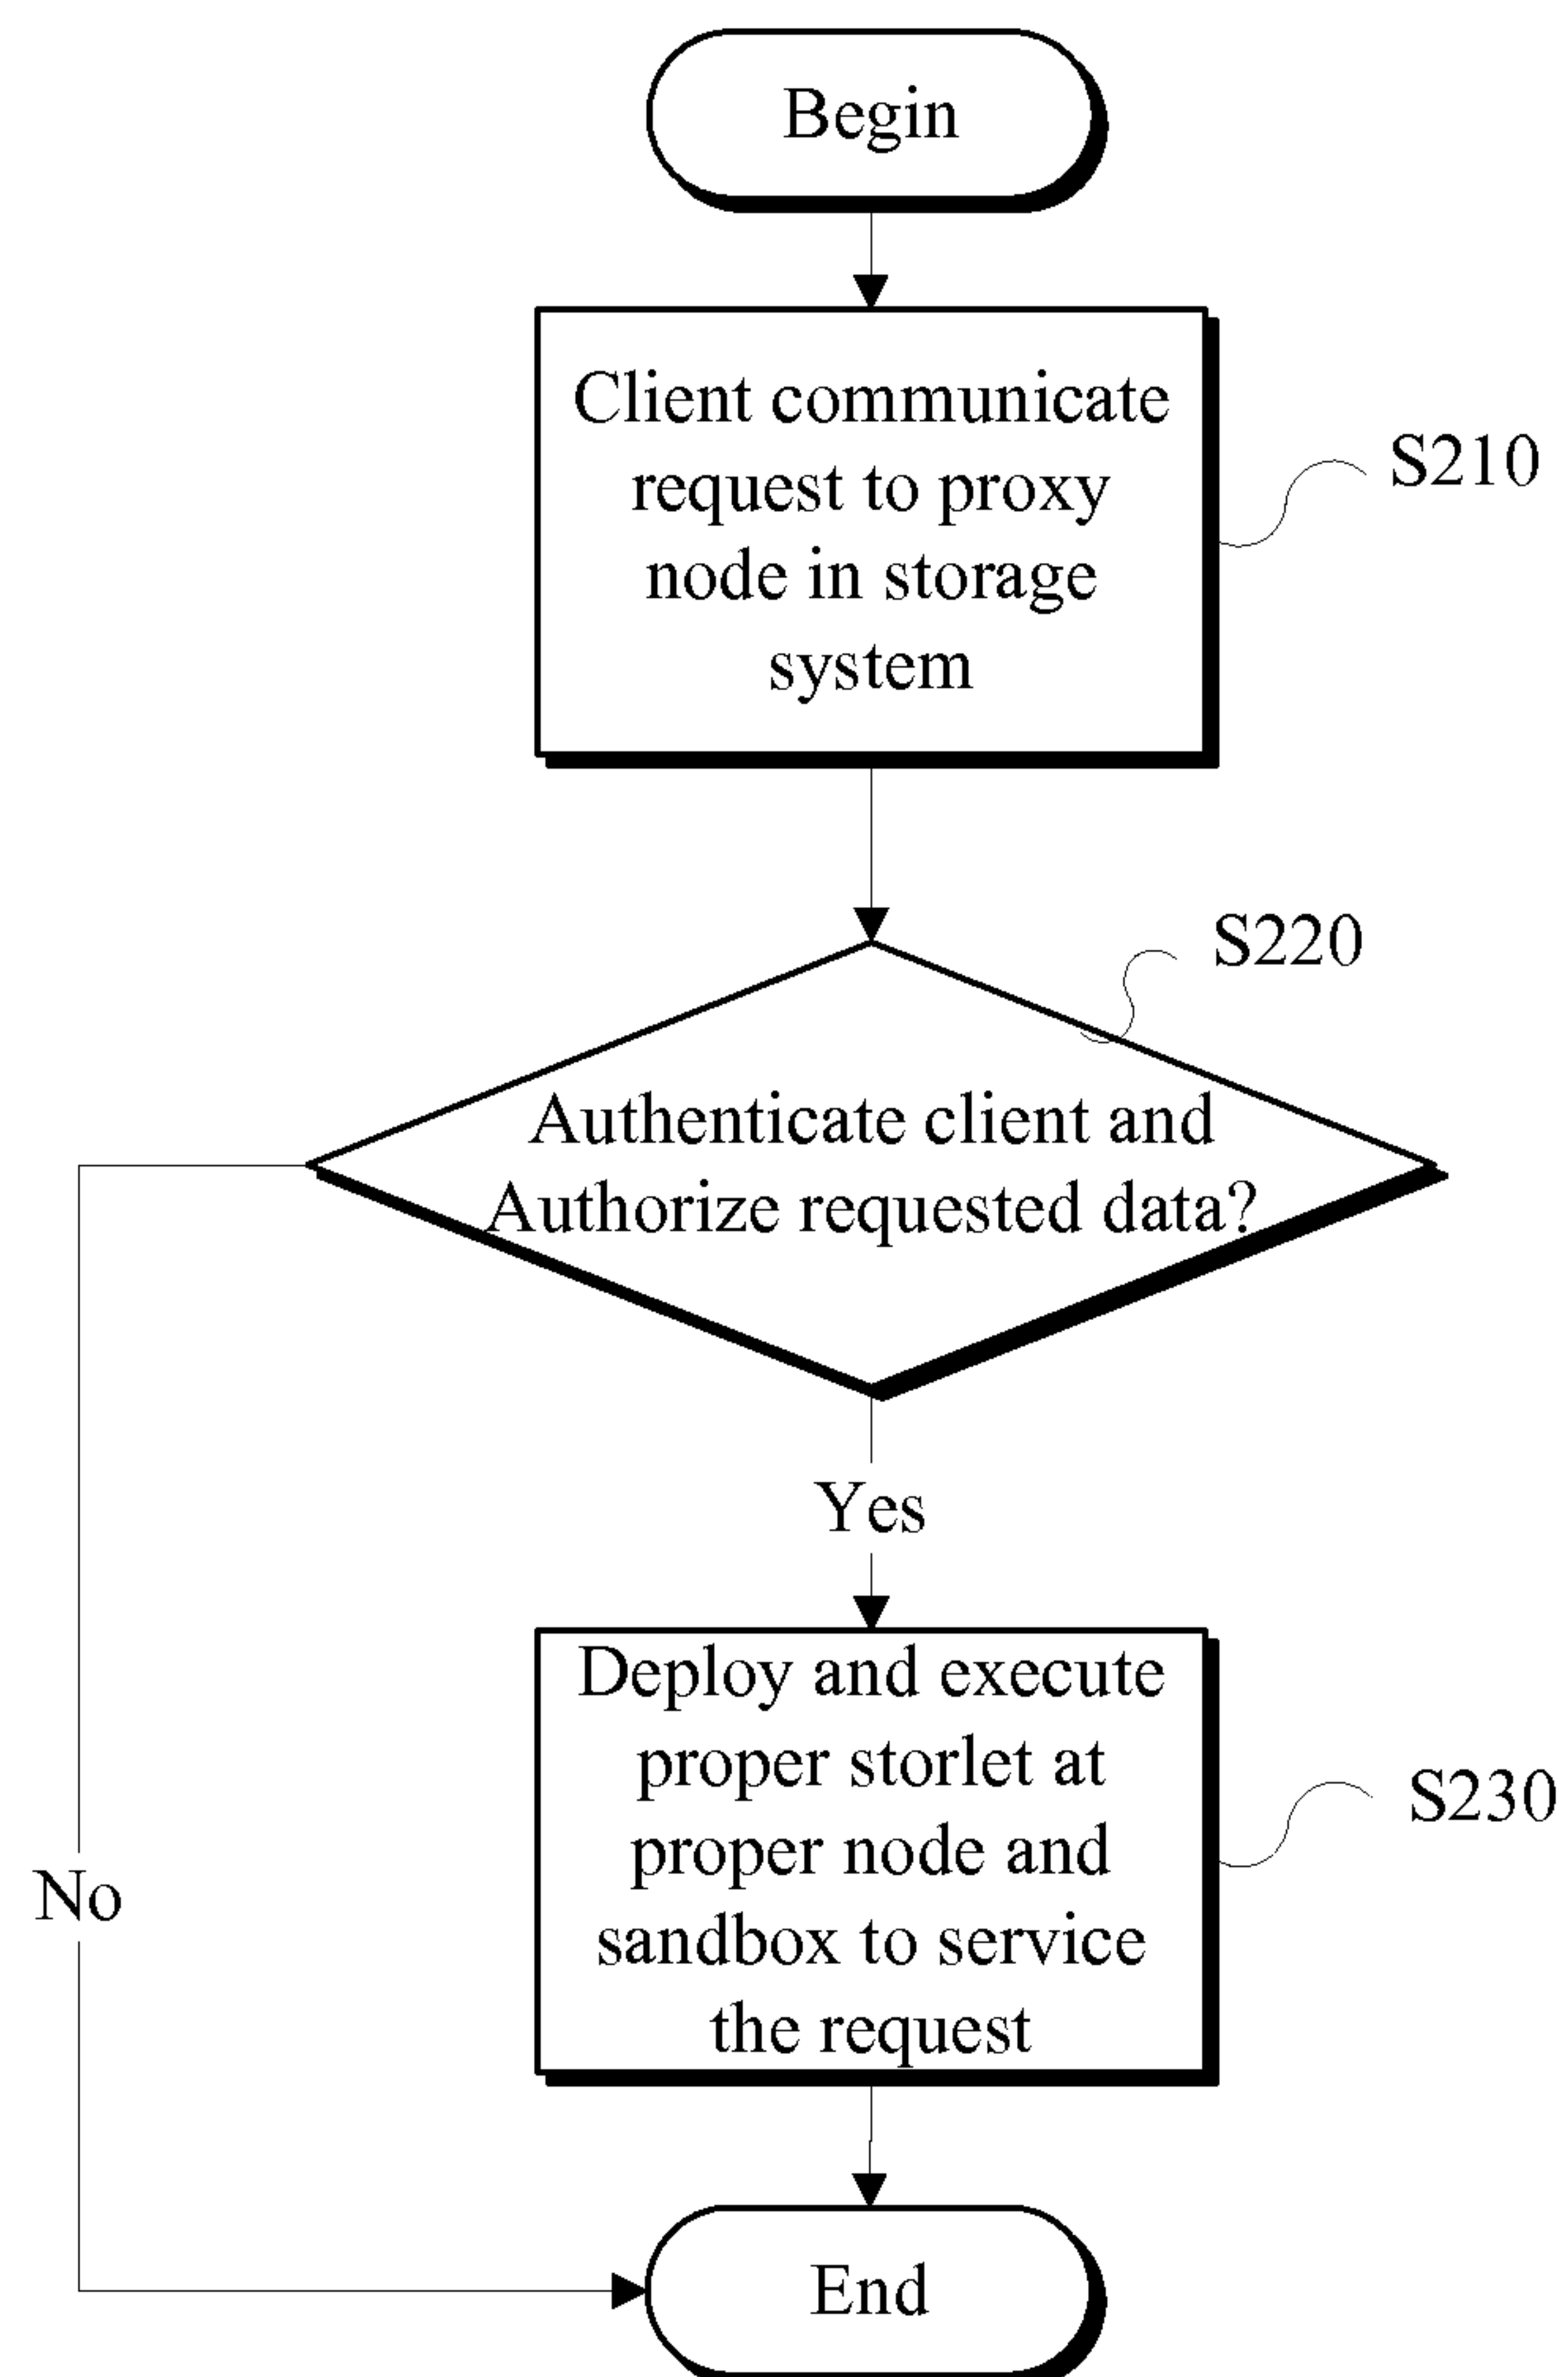 Begin
Client communicate
request to proxy
node in storage
system
S210
S220
Authenticate client and
Authorize requested data?
Yes
No
Deploy and execute
proper storlet at
proper node and
sandbox to service
the request
S230
End